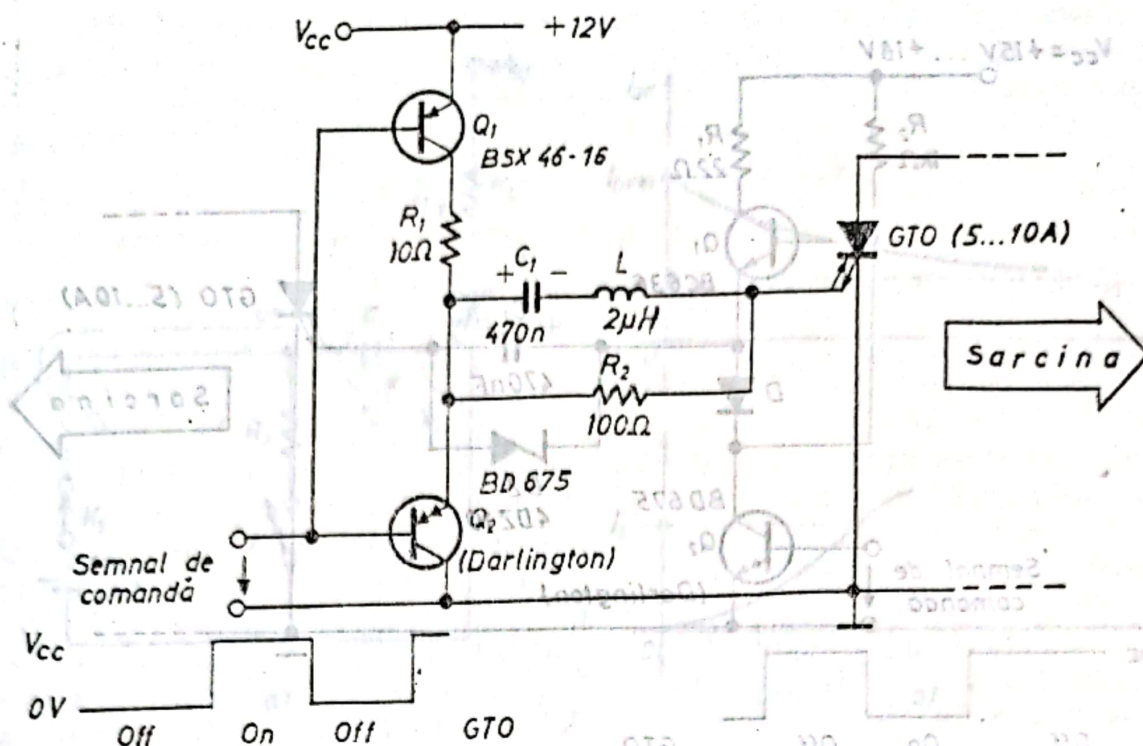 Vcc
+12V
Q1
BSX 46-16
R1
10Ω
C1
+
-
470n
L
2μH
R2
100Ω
GTO (5...10A)
Sarcina
BD 675
Q2
(Darlington)
Semnal de
comandă
Vcc
0V
Off On Off GTO